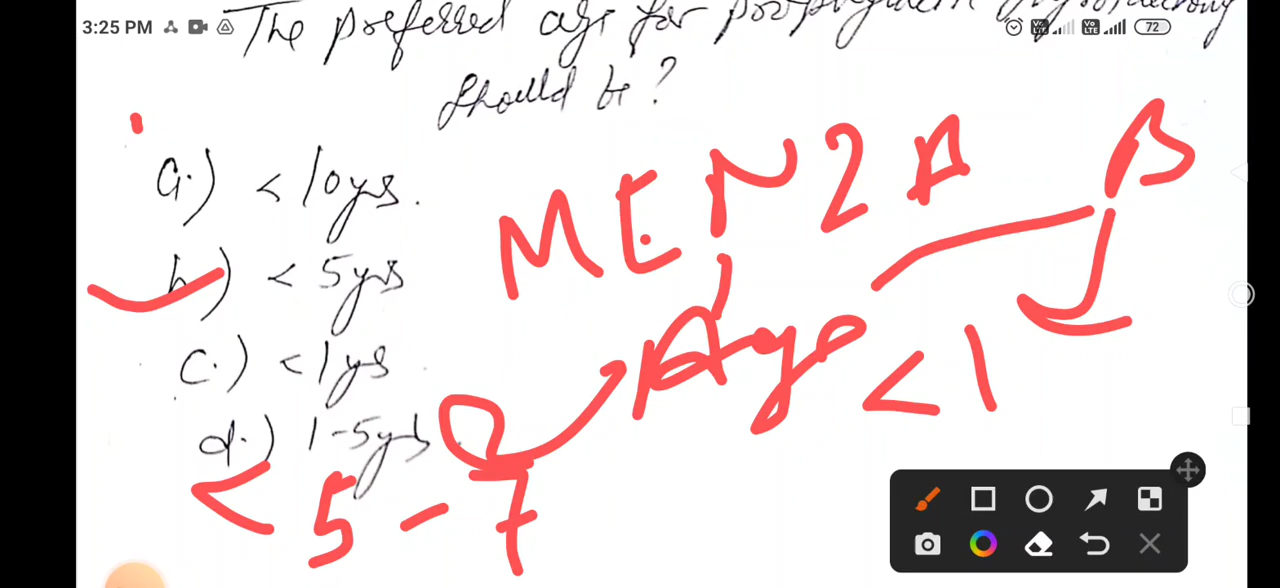 3:25 PM 72
The preferred age for
should be?
a.) < 10 yrs.
b.) < 5 yrs
c.) < 1 yrs
d.) 1-5 yrs
MEN 2 A B
Age < 1
< 5 - 7